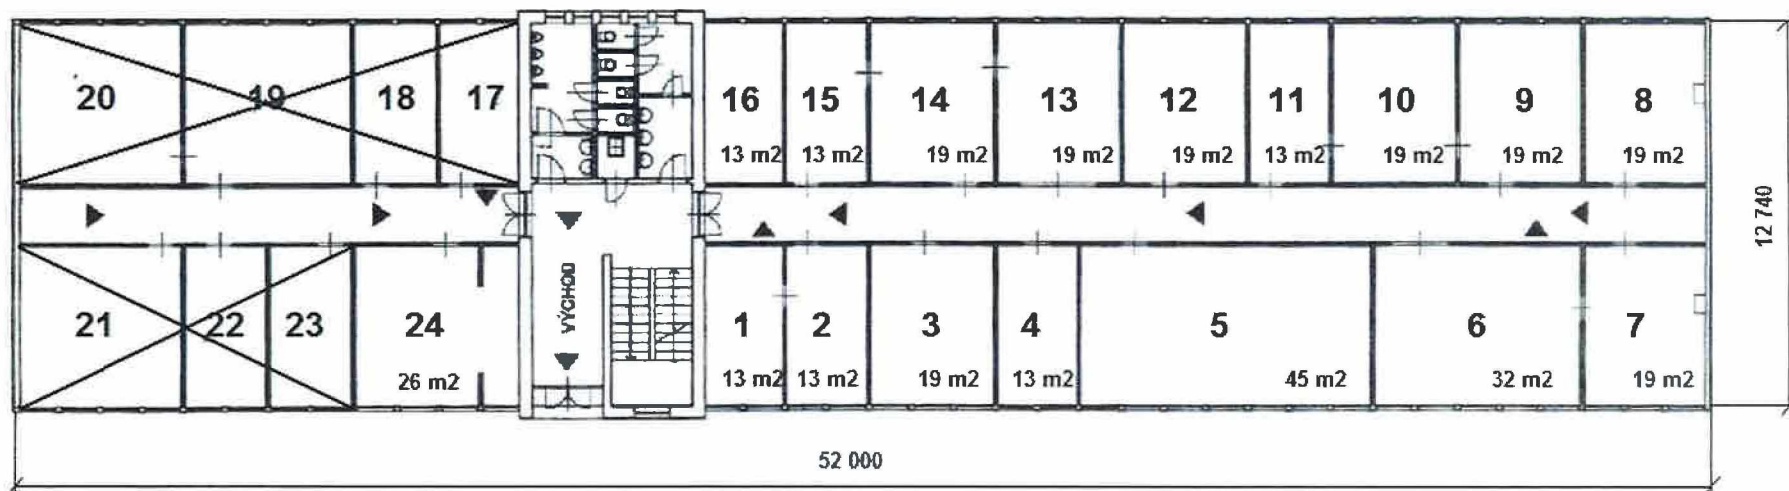 20 19 18 17 16 15 14 13 12 11 10 9 8
13 m2 13 m2 19 m2 19 m2 19 m2 13 m2 19 m2 19 m2 19 m2
12 740
VÝCHOD
21 22 23 24 1 2 3 4 5 6 7
26 m2 13 m2 13 m2 19 m2 13 m2 45 m2 32 m2 19 m2
52 000